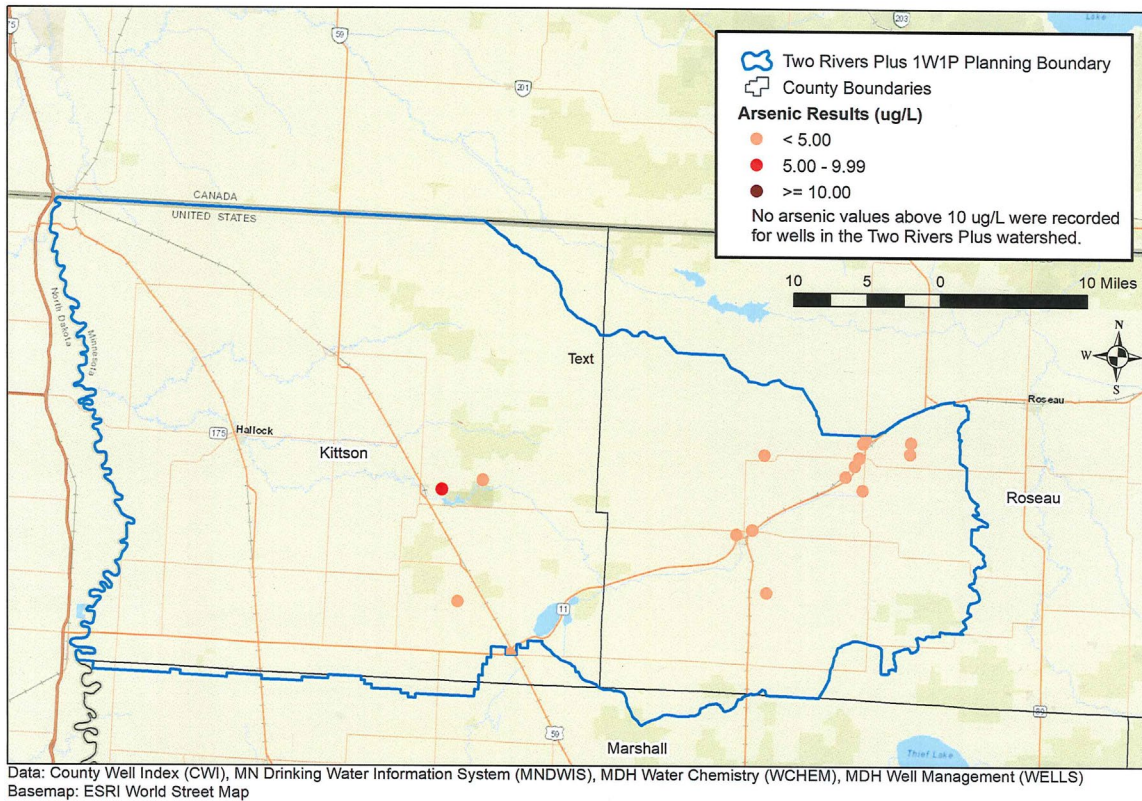 75
59
203
Lake
201
Two Rivers Plus 1W1P Planning Boundary
County Boundaries
Arsenic Results (ug/L)
< 5.00
5.00 - 9.99
>= 10.00
No arsenic values above 10 ug/L were recorded
for wells in the Two Rivers Plus watershed.
CANADA
UNITED STATES
10 5 0 10 Miles
North Dakota
Minnesota
N
W E
S
Text
Roseau
175 Hallock
Kittson
Roseau
11
59
89
Marshall
Thief Lake
Data: County Well Index (CWI), MN Drinking Water Information System (MNDWIS), MDH Water Chemistry (WCHEM), MDH Well Management (WELLS)
Basemap: ESRI World Street Map